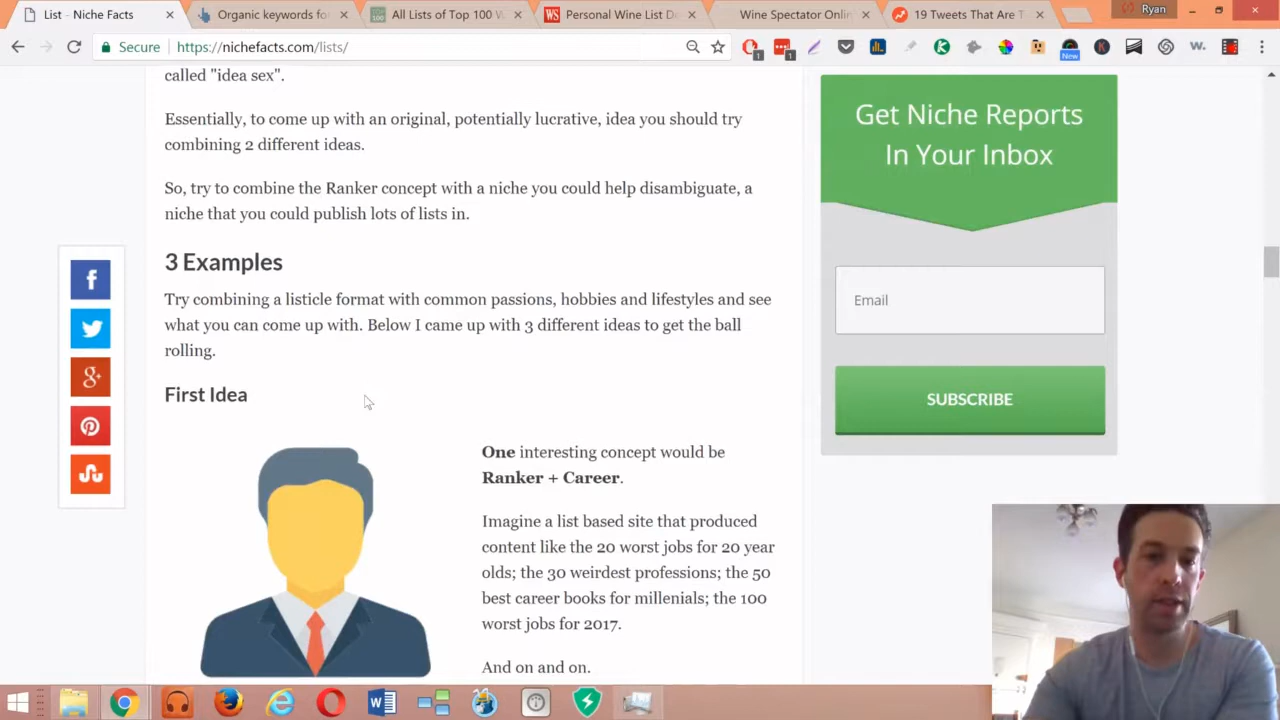 List - Niche Facts
Organic keywords fo
All Lists of Top 100 W
Personal Wine List De
Wine Spectator Onlin
19 Tweets That Are T
Ryan
Secure
https://nichefacts.com/lists/
called "idea sex".
Essentially, to come up with an original, potentially lucrative, idea you should try
combining 2 different ideas.
So, try to combine the Ranker concept with a niche you could help disambiguate, a
niche that you could publish lots of lists in.
3 Examples
Try combining a listicle format with common passions, hobbies and lifestyles and see
what you can come up with. Below I came up with 3 different ideas to get the ball
rolling.
First Idea
One interesting concept would be
Ranker + Career.
Imagine a list based site that produced
content like the 20 worst jobs for 20 year
olds; the 30 weirdest professions; the 50
best career books for millenials; the 100
worst jobs for 2017.
And on and on.
Get Niche Reports
In Your Inbox
Email
SUBSCRIBE